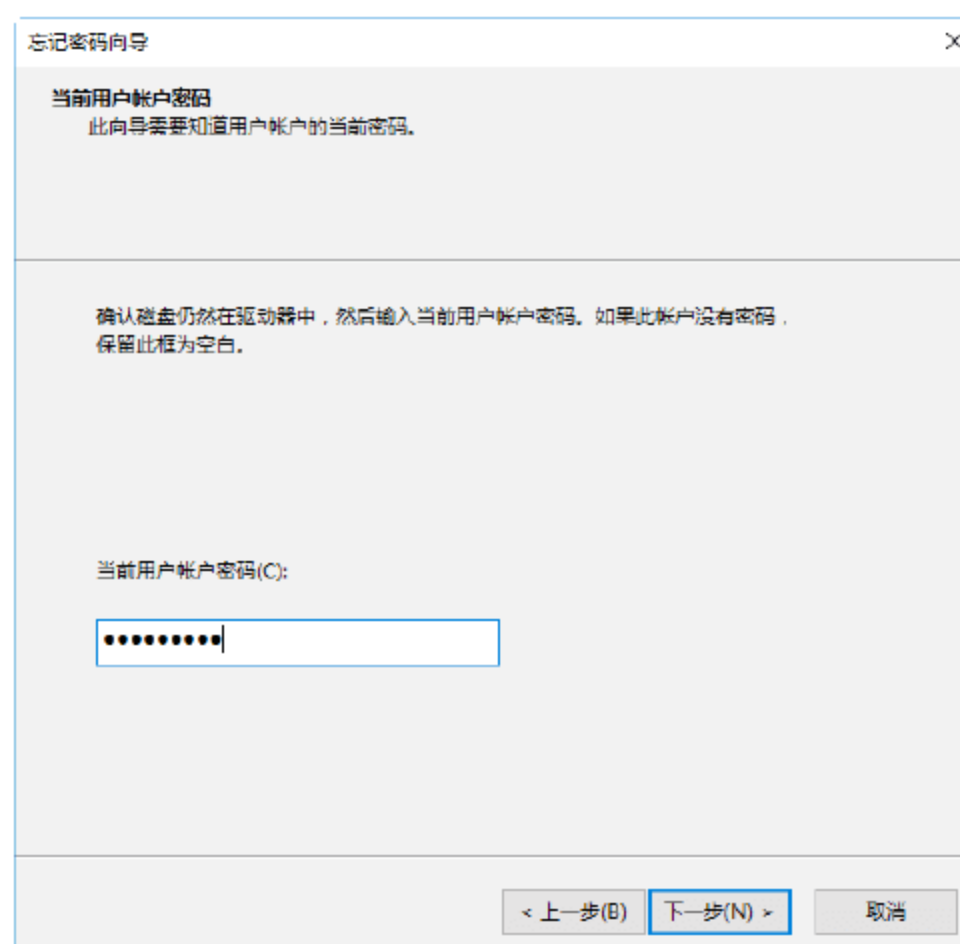 忘记密码向导
当前用户帐户密码
此向导需要知道用户帐户的当前密码。
确认磁盘仍然在驱动器中，然后输入当前用户帐户密码。如果此帐户没有密码，
保留此框为空白。
当前用户帐户密码(C):
●●●●●●●●●
< 上一步(B)
下一步(N) >
取消